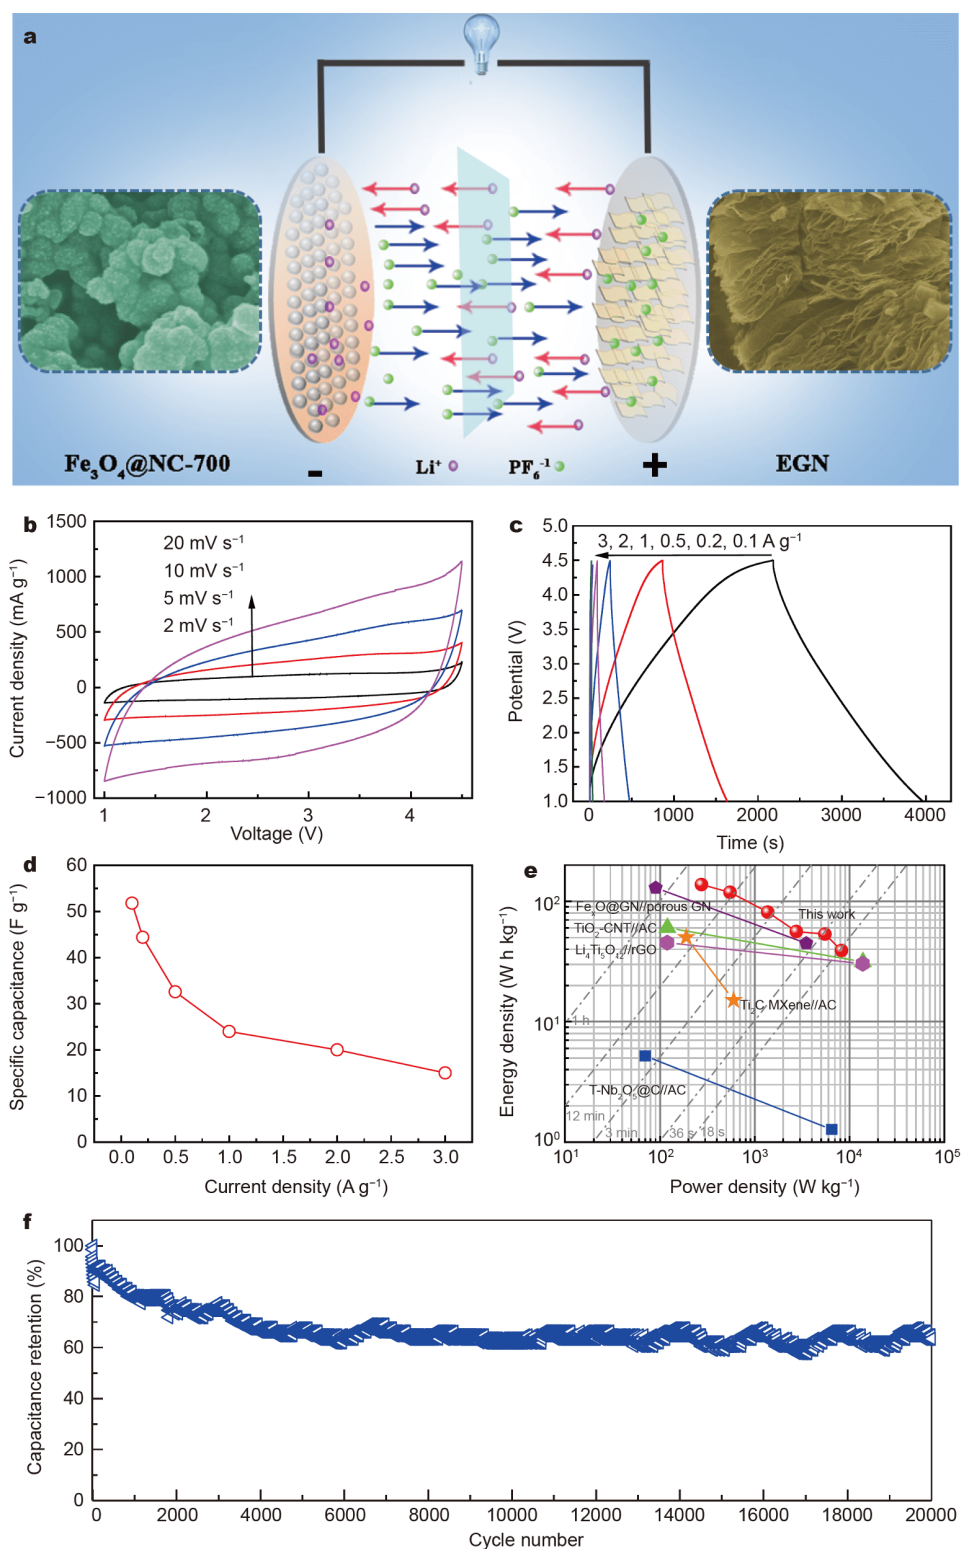 a
Fe3O4@NC-700
-
Li+
PF6-1
+
EGN
b
1500
1000
500
0
−500
−1000
Current density (mA g−1)
20 mV s−1
10 mV s−1
5 mV s−1
2 mV s−1
1 2 3 4
Voltage (V)
c
5.0
4.5
4.0
3.5
3.0
2.5
2.0
1.5
1.0
Potential (V)
3, 2, 1, 0.5, 0.2, 0.1 A g−1
0 1000 2000 3000 4000
Time (s)
d
60
50
40
30
20
10
0
Specific capacitance (F g−1)
0.0 0.5 1.0 1.5 2.0 2.5 3.0
Current density (A g−1)
e
10²
10¹
10⁰
Energy density (W h kg−1)
FexO@GN//porous GN
This work
TiO2-CNT//AC
Li4Ti5O12//rGO
Ti2C MXene//AC
1 h
T-Nb2O5@C//AC
12 min
3 min
36 s
18 s
10¹ 10² 10³ 10⁴ 10⁵
Power density (W kg−1)
f
100
80
60
40
20
0
Capacitance retention (%)
0 2000 4000 6000 8000 10000 12000 14000 16000 18000 20000
Cycle number